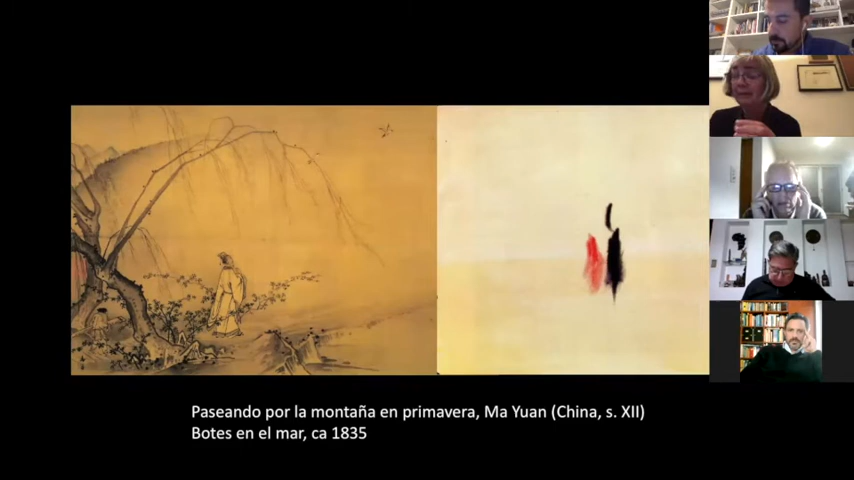 Paseando por la montaña en primavera, Ma Yuan (China, s. XII)
Botes en el mar, ca 1835